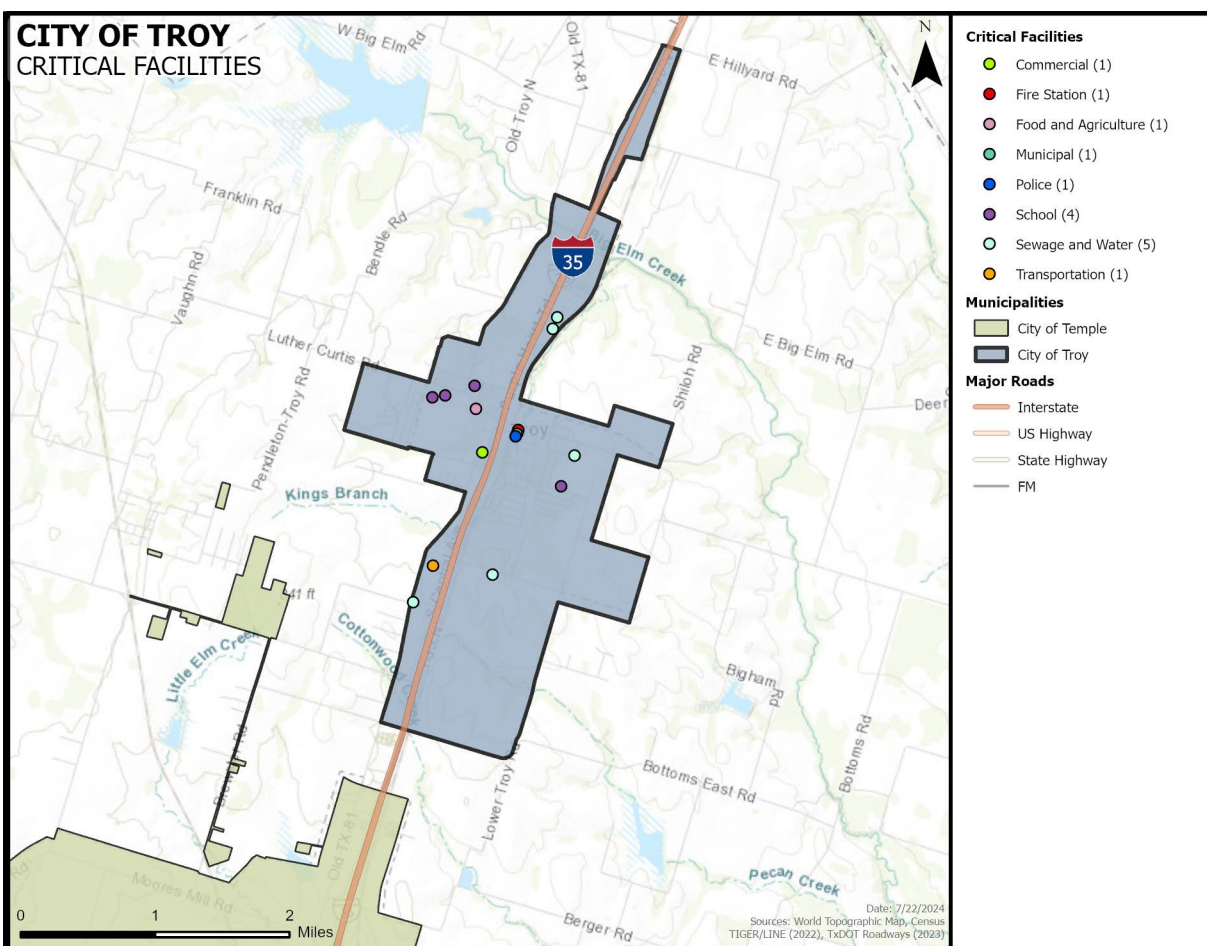 CITY OF TROY
CRITICAL FACILITIES
W Big Elm Rd
Old TX-81
E Hillyard Rd
N
Old Troy N
Franklin Rd
Bendle Rd
Vaughn Rd
Big Elm Creek
35
Luther Curtis Rd
E Big Elm Rd
Shiloh Rd
Pendleton-Troy Rd
Deer
Kings Branch
41 ft
Cottonwood Creek
Little Elm Creek
Bigham Rd
Bottoms Rd
Bottoms East Rd
Lower Troy Rd
Old TX-81
Moores Mill Rd
Pecan Creek
Berger Rd
0 1 2
Miles
Date: 7/22/2024
Sources: World Topographic Map, Census
TIGER/LINE (2022), TxDOT Roadways (2023)
Critical Facilities
Commercial (1)
Fire Station (1)
Food and Agriculture (1)
Municipal (1)
Police (1)
School (4)
Sewage and Water (5)
Transportation (1)
Municipalities
City of Temple
City of Troy
Major Roads
Interstate
US Highway
State Highway
FM